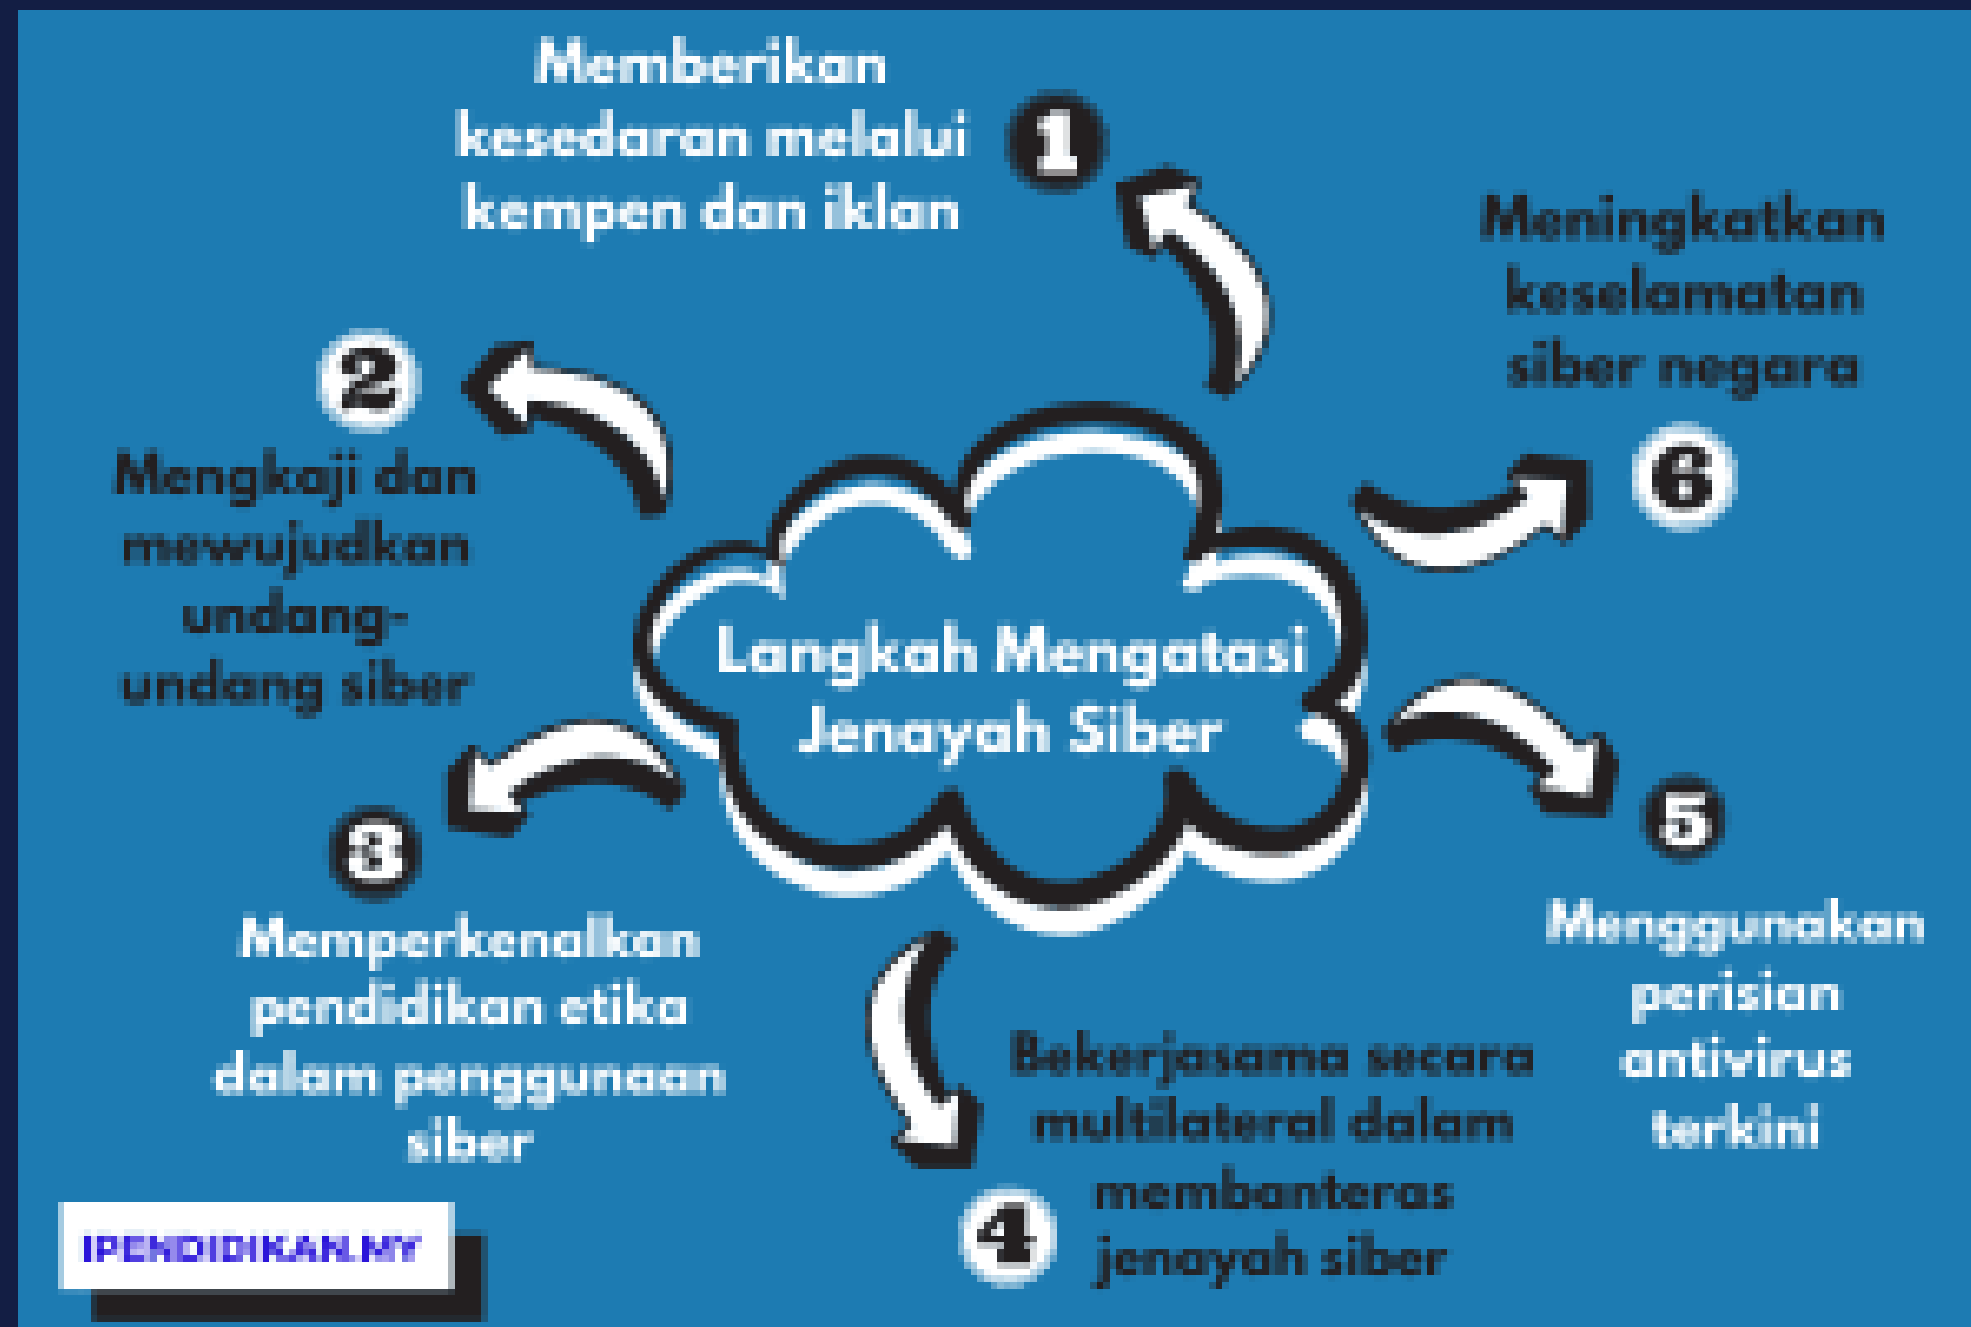 Langkah Mengatasi
Jenayah Siber
1
Memberikan
kesedaran melalui
kempen dan iklan
2
Mengkaji dan
mewujudkan
undang-
undang siber
3
Memperkenalkan
pendidikan etika
dalam penggunaan
siber
4
Bekerjasama secara
multilateral dalam
membanteras
jenayah siber
5
Menggunakan
perisian
antivirus
terkini
6
Meningkatkan
keselamatan
siber negara
IPENDIDIKAN.MY